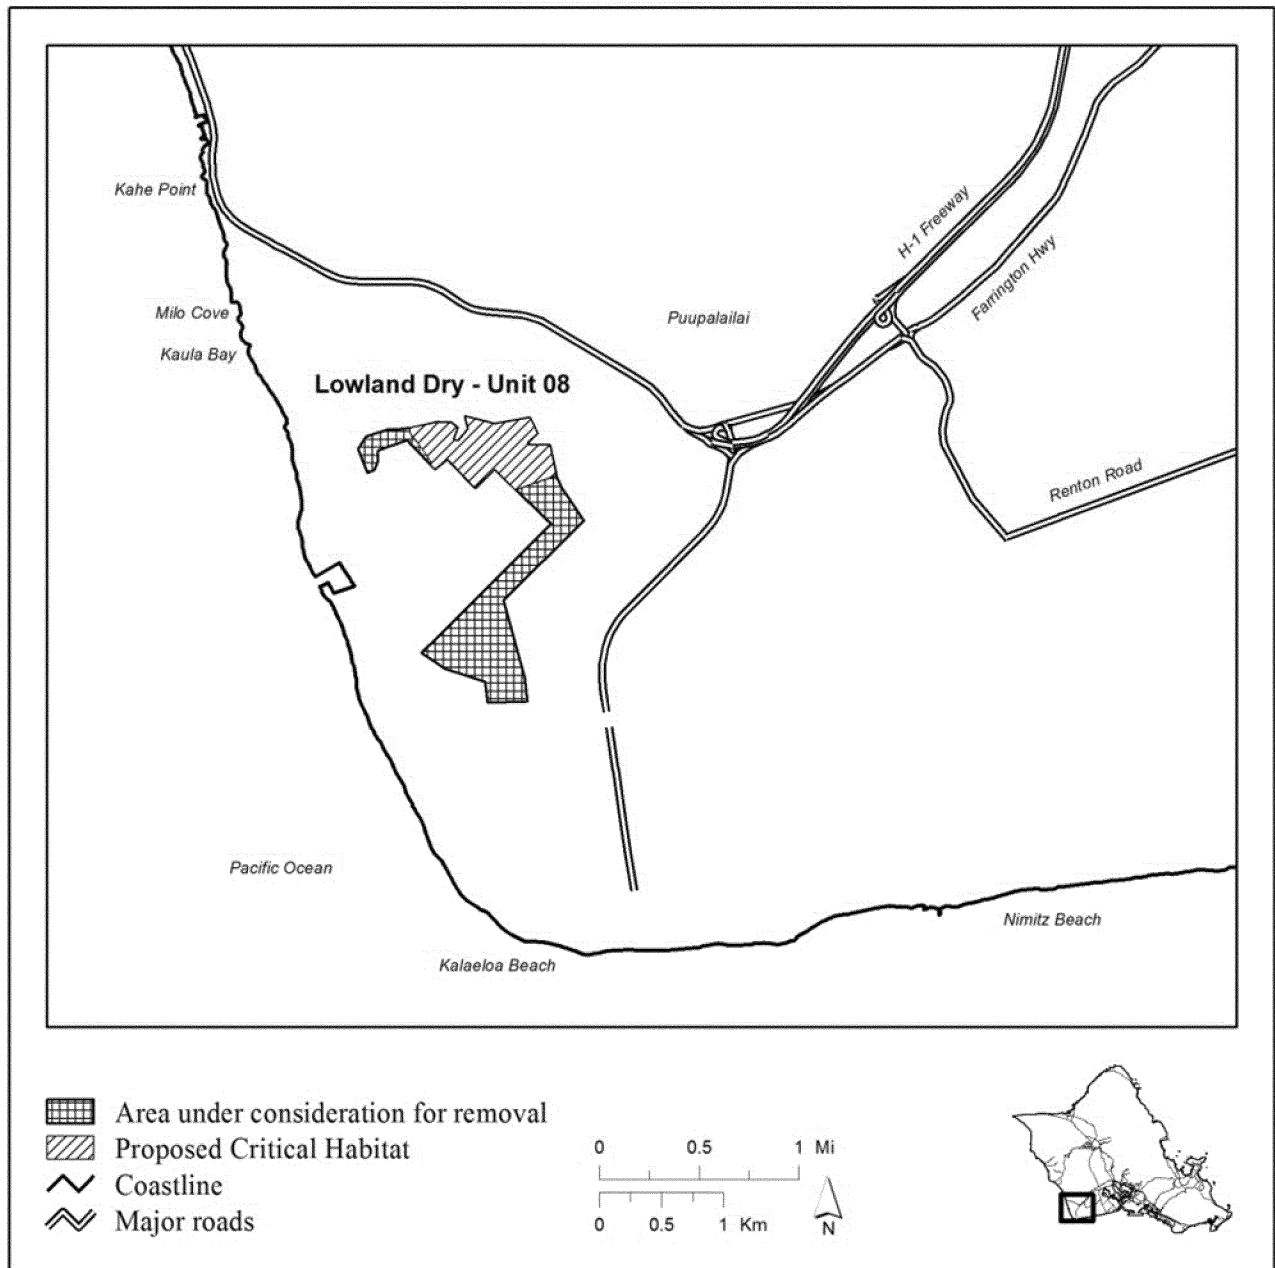 Kahe Point
H-1 Freeway
Farrington Hwy
Milo Cove
Puupalailai
Kaula Bay
Lowland Dry - Unit 08
Renton Road
Pacific Ocean
Nimitz Beach
Kalaeloa Beach
Area under consideration for removal
Proposed Critical Habitat
Coastline
Major roads
0 0.5 1 Mi
0 0.5 1 Km
N